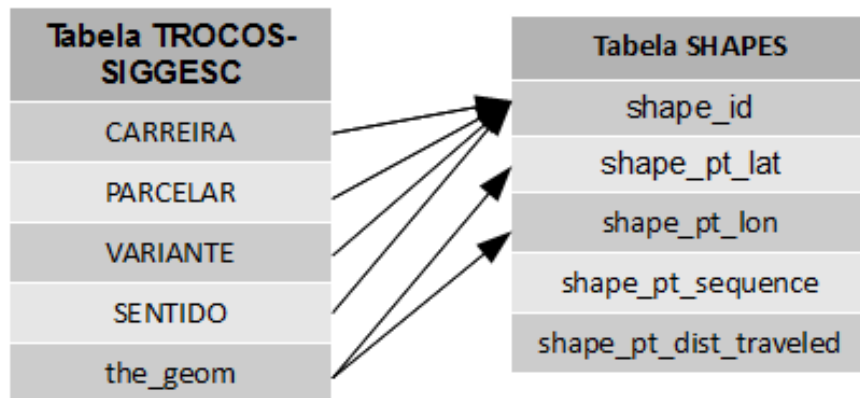 Tabela TROCOS-
SIGGESC
CARREIRA
PARCELAR
VARIANTE
SENTIDO
the_geom
Tabela SHAPES
shape_id
shape_pt_lat
shape_pt_lon
shape_pt_sequence
shape_pt_dist_traveled